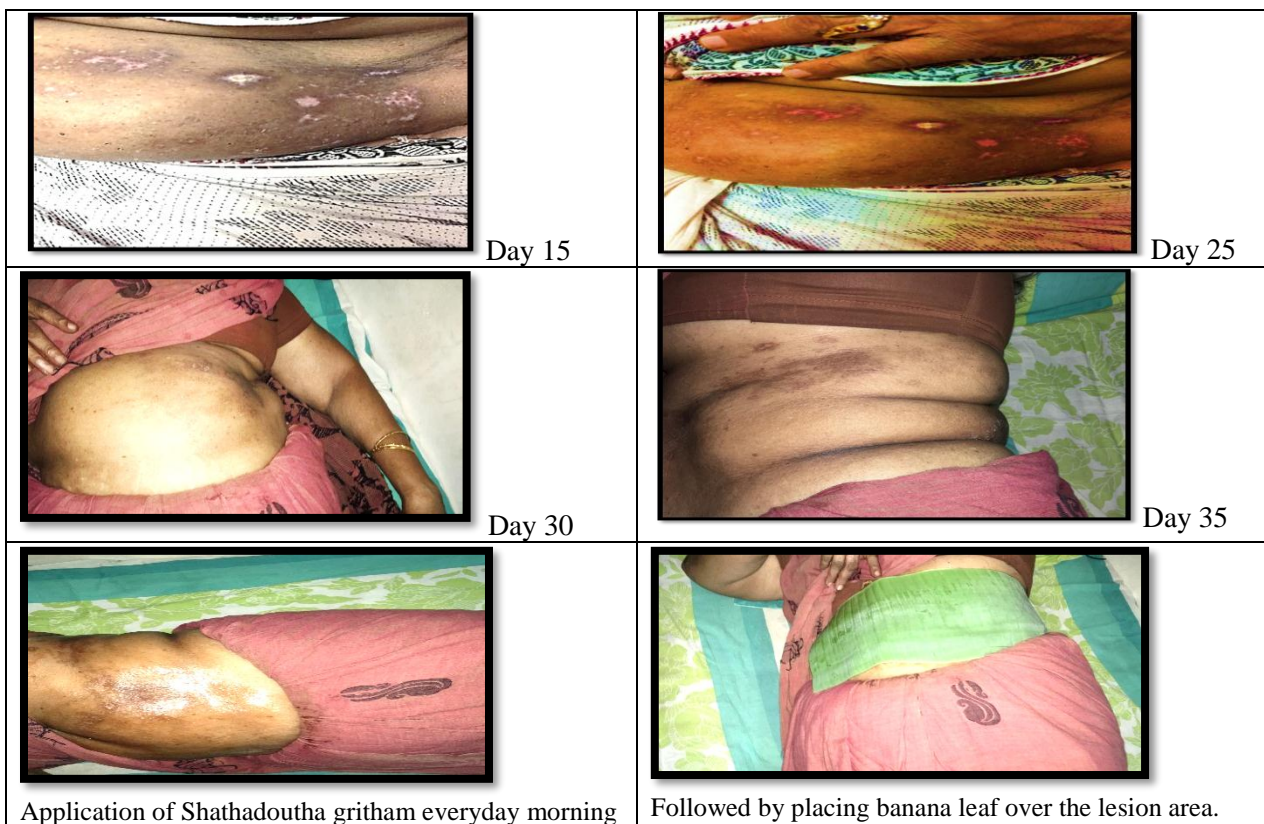 Day 15
Day 25
Day 30
Day 35
Application of Shathadoutha gritham everyday morning
Followed by placing banana leaf over the lesion area.